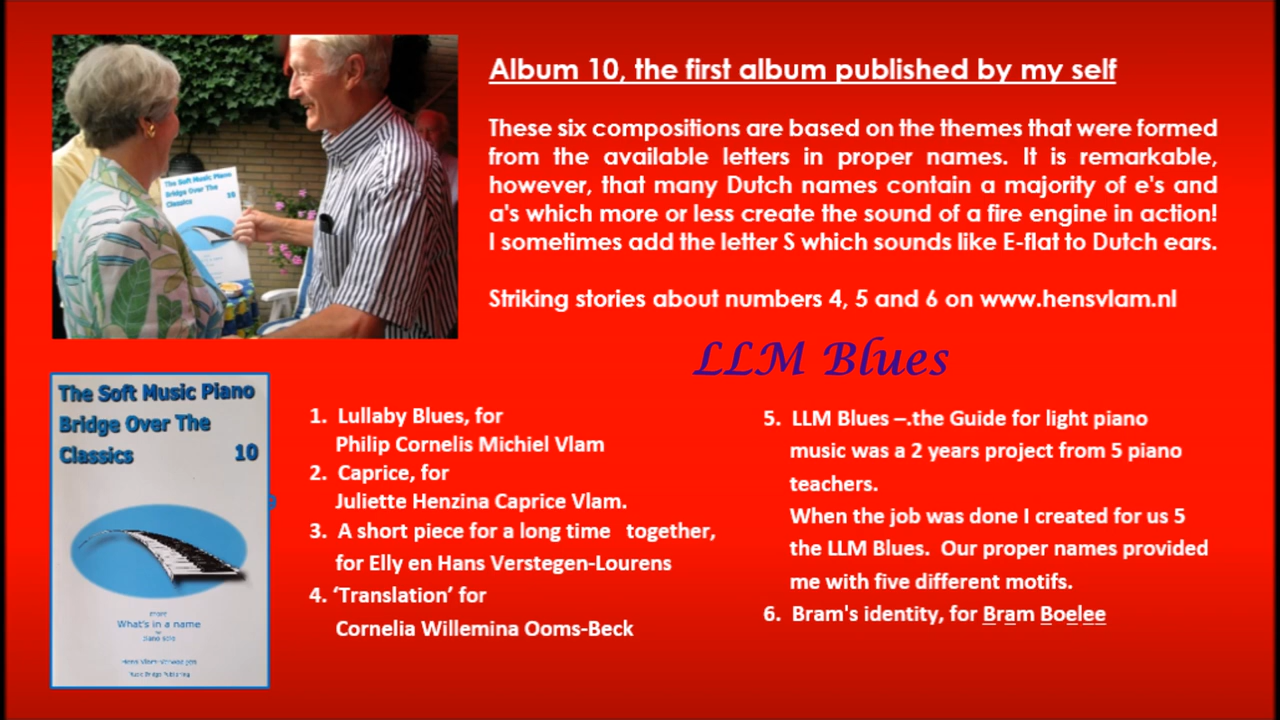 Album 10, the first album published by my self
These six compositions are based on the themes that were formed
from the available letters in proper names. It is remarkable,
however, that many Dutch names contain a majority of e's and
a's which more or less create the sound of a fire engine in action!
I sometimes add the letter S which sounds like E-flat to Dutch ears.
Striking stories about numbers 4, 5 and 6 on www.hensvlam.nl
The Soft Music Piano
Bridge Over The
Classics 10
LLM Blues
The Soft Music Piano
Bridge Over The
Classics 10
What's in a name
piano solo
Music Bridge Publishing
1. Lullaby Blues, for
Philip Cornelis Michiel Vlam
2. Caprice, for
Juliette Henzina Caprice Vlam.
3. A short piece for a long time together,
for Elly en Hans Verstegen-Lourens
4. ‘Translation’ for
Cornelia Willemina Ooms-Beck
5. LLM Blues –.the Guide for light piano
music was a 2 years project from 5 piano
teachers.
When the job was done I created for us 5
the LLM Blues. Our proper names provided
me with five different motifs.
6. Bram's identity, for Bram Boelee